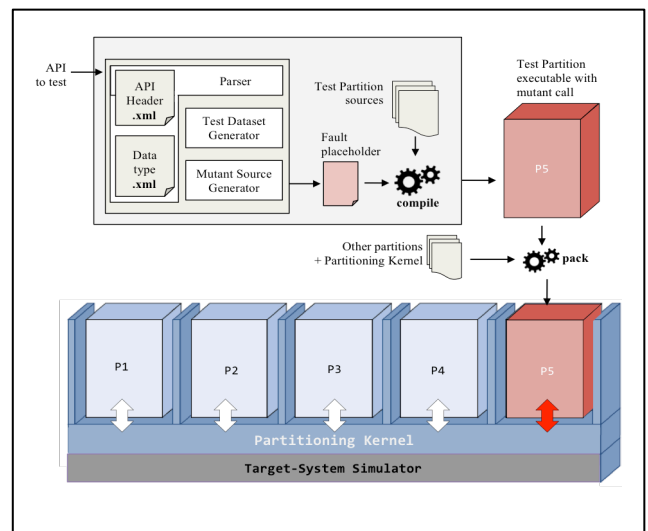 API
to test
API
Header
.xml
Parser
Test Dataset
Generator
Data
type
.xml
Mutant Source
Generator
Test Partition
sources
Fault
placeholder
compile
Test Partition
executable with
mutant call
P5
Other partitions
+ Partitioning Kernel
pack
P1
P2
P3
P4
P5
Partitioning Kernel
Target-System Simulator